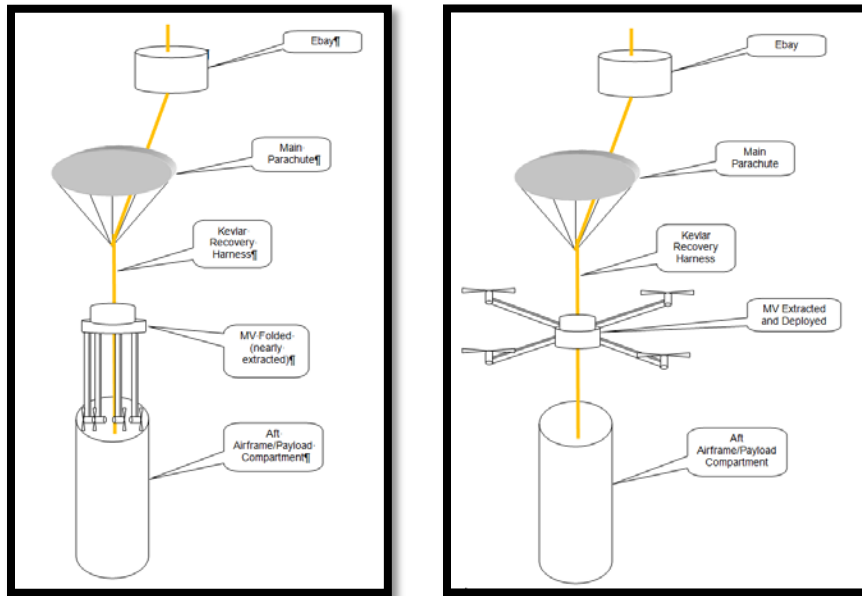 Ebay¶
Main·
Parachute¶
Kevlar·
Recovery·
Harness¶
MV·Folded·
(nearly·
extracted)¶
Aft·
Airframe/Payload·
Compartment¶
Ebay
Main
Parachute
Kevlar
Recovery
Harness
MV Extracted
and Deployed
Aft
Airframe/Payload
Compartment